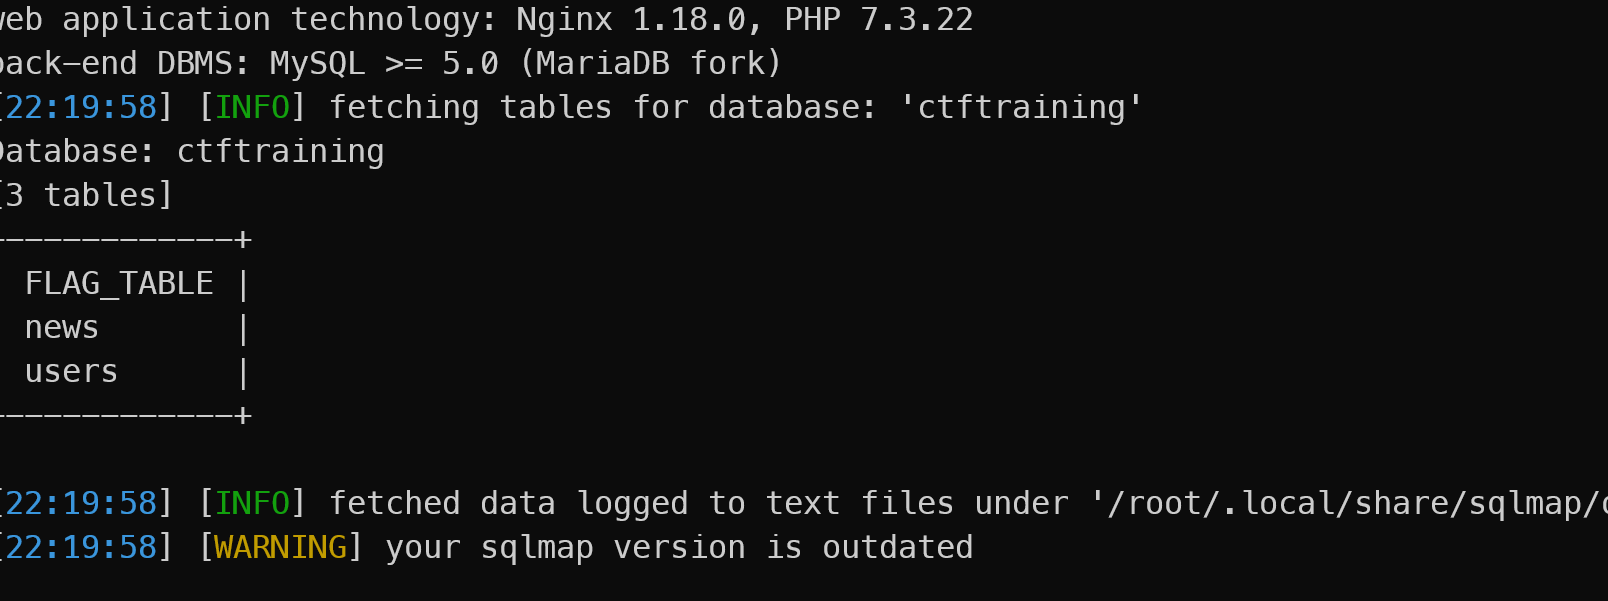 web application technology: Nginx 1.18.0, PHP 7.3.22
back-end DBMS: MySQL >= 5.0 (MariaDB fork)
[22:19:58] [INFO] fetching tables for database: 'ctftraining'
Database: ctftraining
[3 tables]
-------------+
FLAG_TABLE |
news       |
users      |
-------------+
[22:19:58] [INFO] fetched data logged to text files under '/root/.local/share/sqlmap/o
[22:19:58] [WARNING] your sqlmap version is outdated